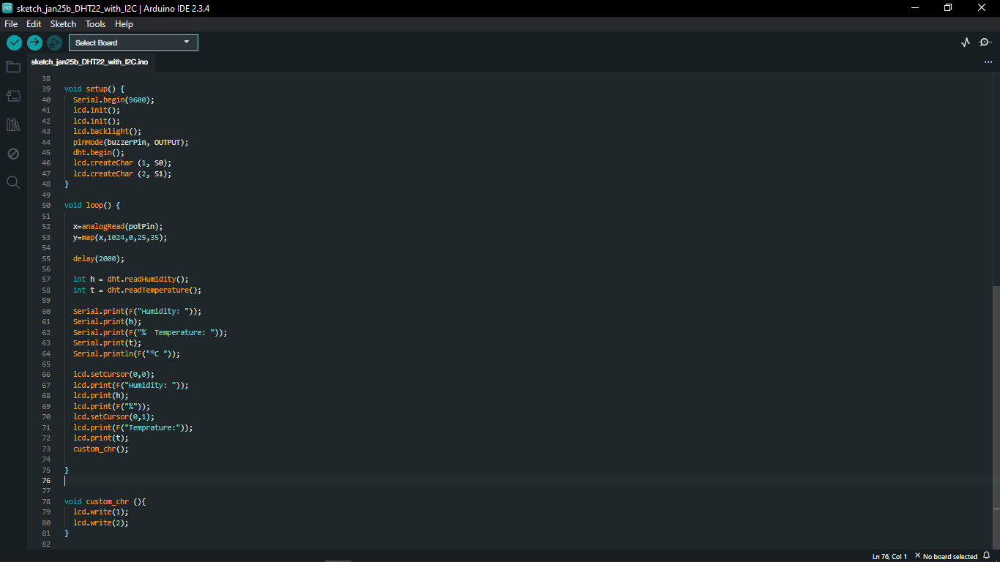 sketch_jan25b_DHT22_with_I2C | Arduino IDE 2.3.4
File Edit Sketch Tools Help
Select Board
sketch_jan25b_DHT22_with_I2C.ino
38
39 void setup() {
40 Serial.begin(9600);
41 lcd.init();
42 lcd.init();
43 lcd.backlight();
44 pinMode(buzzerPin, OUTPUT);
45 dht.begin();
46 lcd.createChar (1, S0);
47 lcd.createChar (2, S1);
48 }
49
50 void loop() {
51
52 x=analogRead(potPin);
53 y=map(x,1024,0,25,35);
54
55 delay(2000);
56
57 int h = dht.readHumidity();
58 int t = dht.readTemperature();
59
60 Serial.print(F("Humidity: "));
61 Serial.print(h);
62 Serial.print(F("%  Temperature: "));
63 Serial.print(t);
64 Serial.println(F("°C "));
65
66 lcd.setCursor(0,0);
67 lcd.print(F("Humidity: "));
68 lcd.print(h);
69 lcd.print(F("%"));
70 lcd.setCursor(0,1);
71 lcd.print(F("Temprature:"));
72 lcd.print(t);
73 custom_chr();
74
75 }
76
77
78 void custom_chr (){
79 lcd.write(1);
80 lcd.write(2);
81 }
82
Ln 76, Col 1 × No board selected